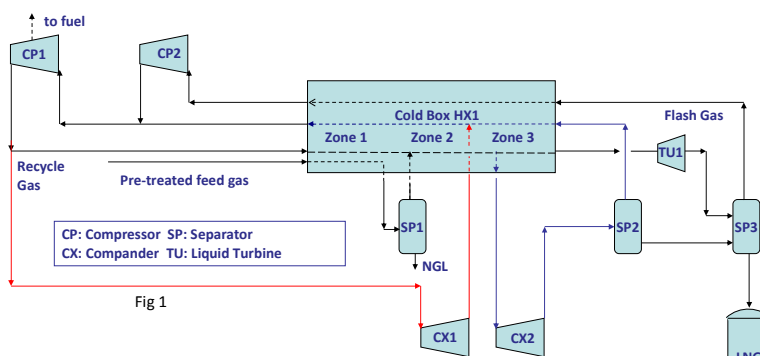 to fuel
CP1
CP2
Cold Box HX1
Flash Gas
Zone 1
Zone 2
Zone 3
TU1
Recycle
Gas
Pre-treated feed gas
SP1
SP2
SP3
CP: Compressor SP: Separator
CX: Compander TU: Liquid Turbine
NGL
Fig 1
CX1
CX2
LNG